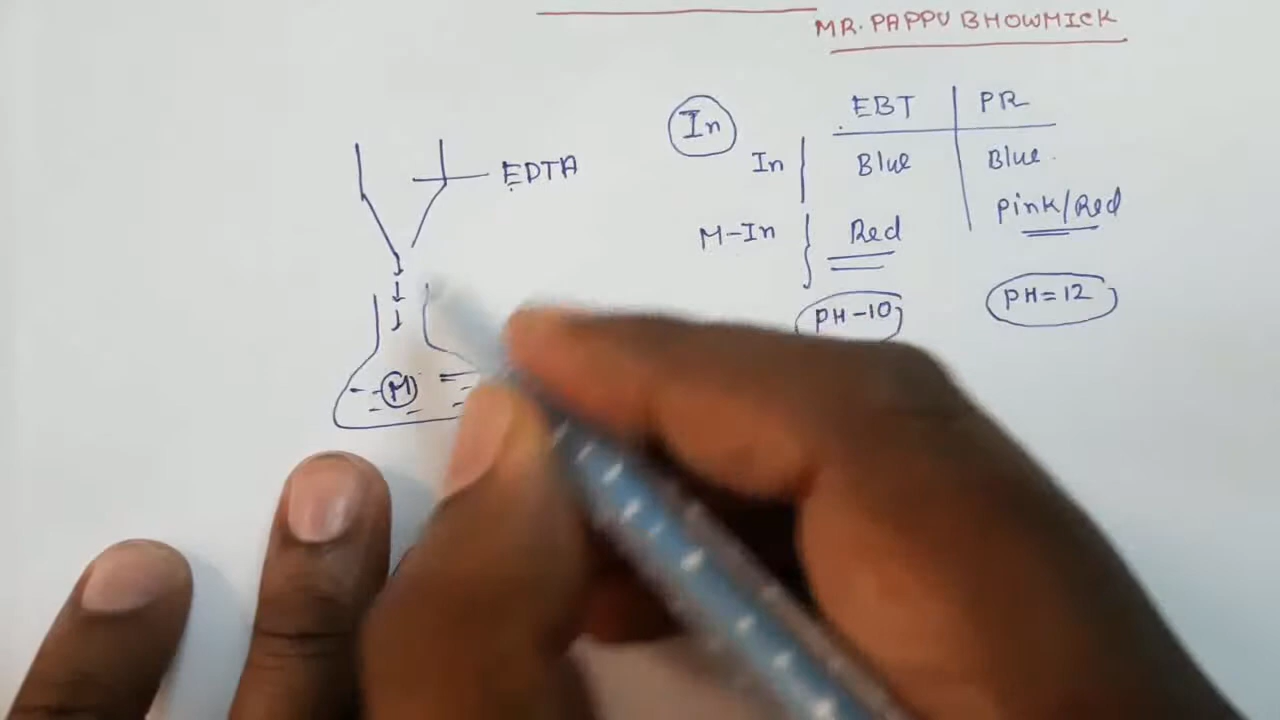 MR. PAPPU BHOWMICK
In
EBT PR
In Blue Blue
M-In Red Pink/Red
PH-10 PH=12
EDTA
M